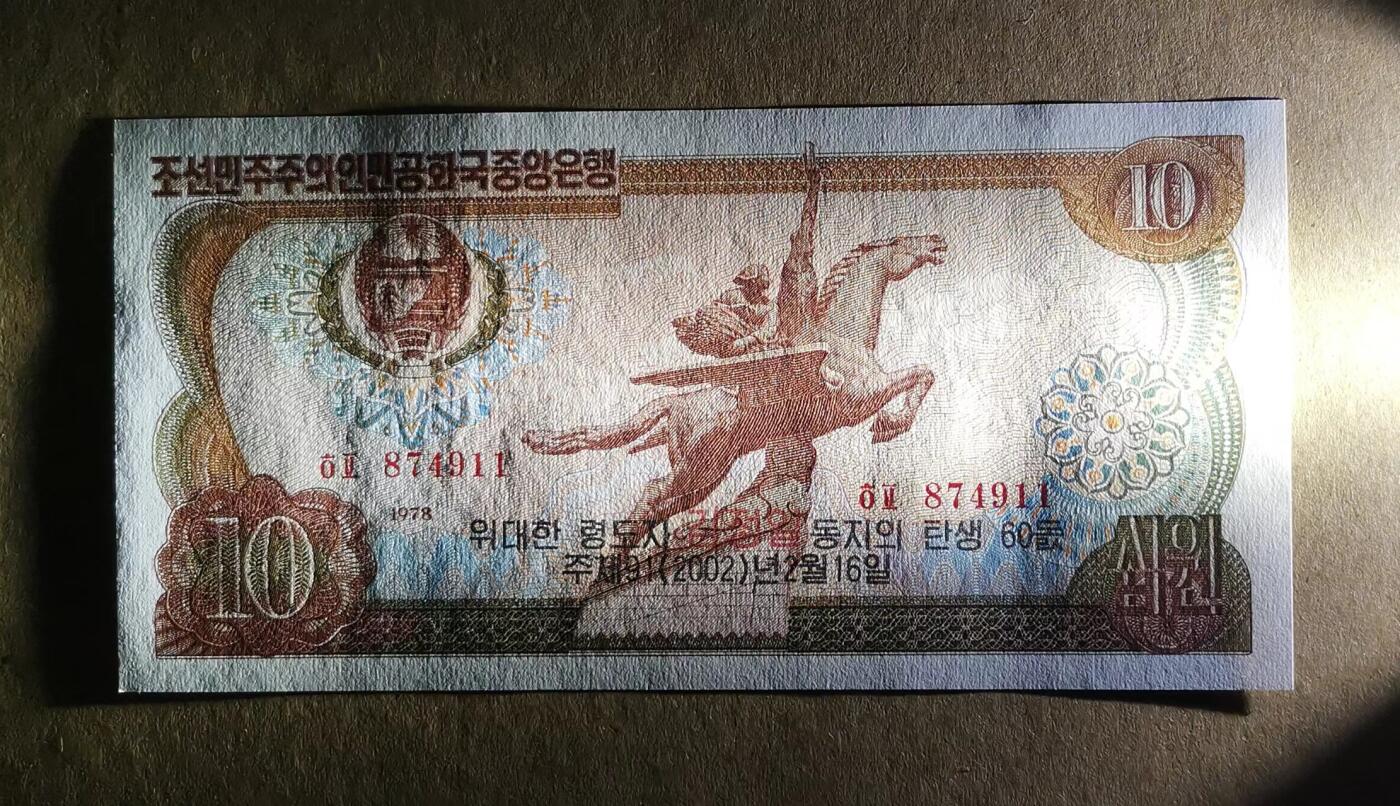 조선민주주의인민공화국중앙은행
10
ㅎㅍ 874911
ㅎㅍ 874911
1978
위대한 령도자 김정일 동지의 탄생 60돐
주체91(2002)년2월16일
10
십원